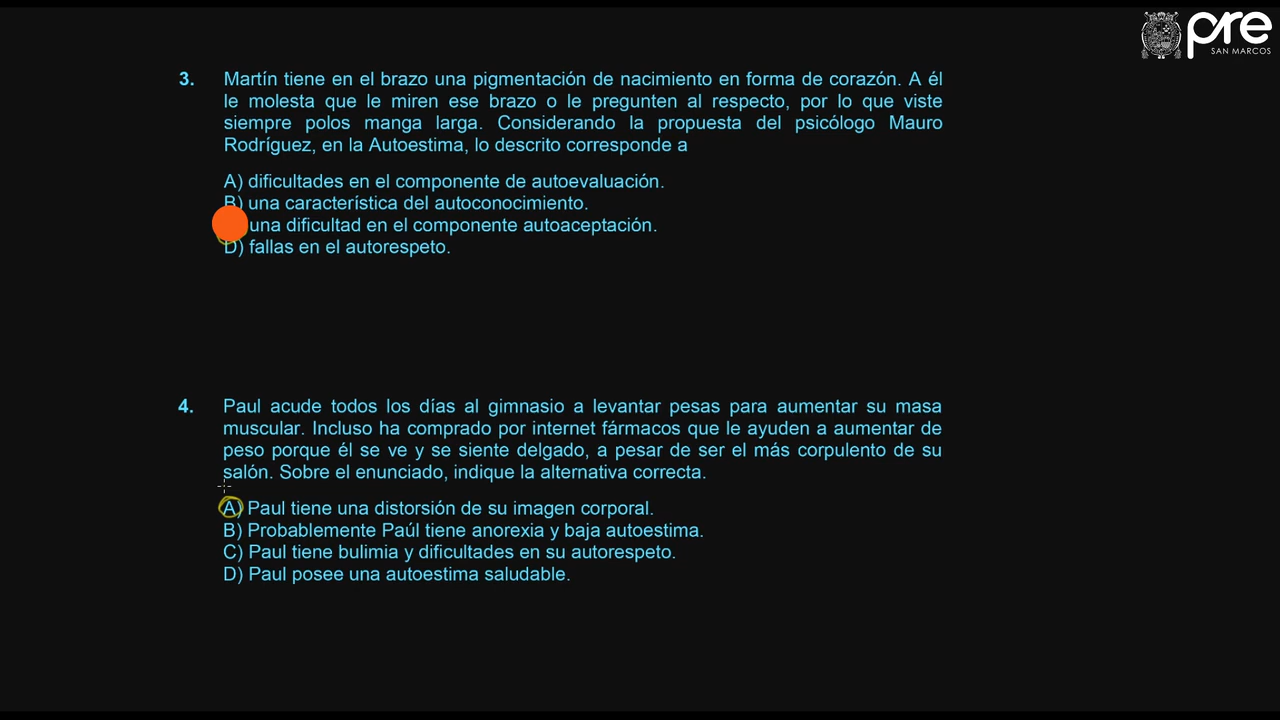 pre
SAN MARCOS
3. Martín tiene en el brazo una pigmentación de nacimiento en forma de corazón. A él
le molesta que le miren ese brazo o le pregunten al respecto, por lo que viste
siempre polos manga larga. Considerando la propuesta del psicólogo Mauro
Rodríguez, en la Autoestima, lo descrito corresponde a
A) dificultades en el componente de autoevaluación.
B) una característica del autoconocimiento.
una dificultad en el componente autoaceptación.
D) fallas en el autorespeto.
4. Paul acude todos los días al gimnasio a levantar pesas para aumentar su masa
muscular. Incluso ha comprado por internet fármacos que le ayuden a aumentar de
peso porque él se ve y se siente delgado, a pesar de ser el más corpulento de su
salón. Sobre el enunciado, indique la alternativa correcta.
A) Paul tiene una distorsión de su imagen corporal.
B) Probablemente Paúl tiene anorexia y baja autoestima.
C) Paul tiene bulimia y dificultades en su autorespeto.
D) Paul posee una autoestima saludable.